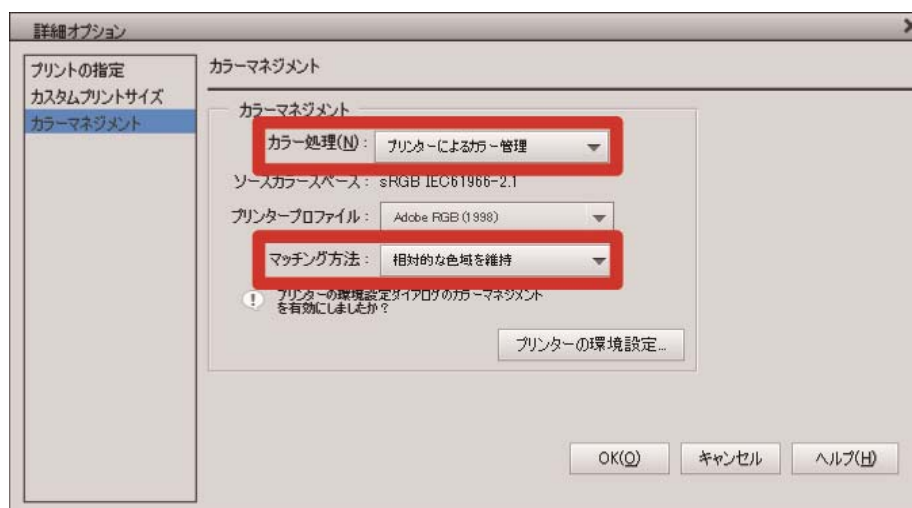 詳細オプション
プリントの指定
カスタムプリントサイズ
カラーマネジメント
カラーマネジメント
カラーマネジメント
カラー処理(N): プリンターによるカラー管理
ソースカラースペース: sRGB IEC61966-2.1
プリンタープロファイル: Adobe RGB (1998)
マッチング方法: 相対的な色域を維持
プリンターの環境設定ダイアログのカラーマネジメント
を有効にしましたか?
プリンターの環境設定...
OK(O) キャンセル ヘルプ(H)